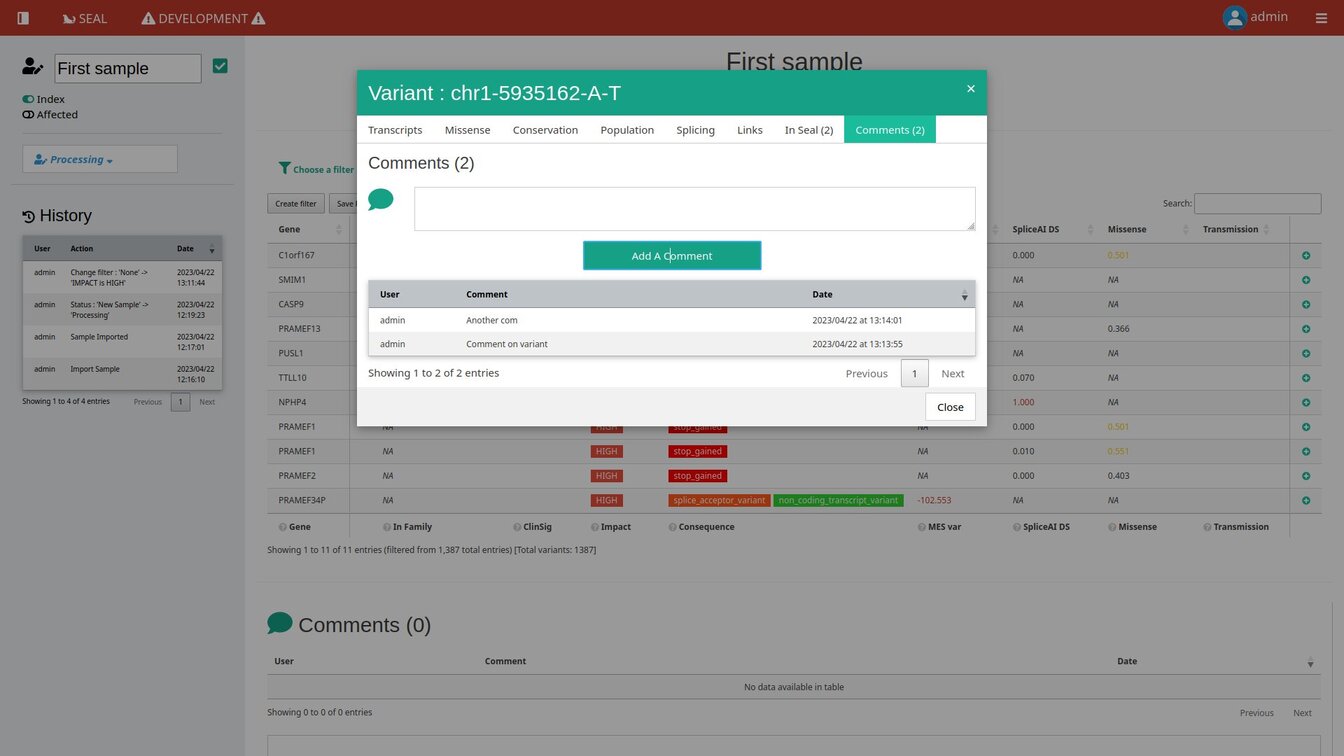 SEAL DEVELOPMENT admin
First sample
Index
Affected
Processing
History
User Action Date
admin Change filter : 'None' -> 'IMPACT is HIGH' 2023/04/22 13:11:44
admin Status : 'New Sample' -> 'Processing' 2023/04/22 12:19:23
admin Sample Imported 2023/04/22 12:17:01
admin Import Sample 2023/04/22 12:16:10
Showing 1 to 4 of 4 entries Previous 1 Next
First sample
Variant : chr1-5935162-A-T ×
Transcripts Missense Conservation Population Splicing Links In Seal (2) Comments (2)
Comments (2)
Add A Comment
User Comment Date
admin Another com 2023/04/22 at 13:14:01
admin Comment on variant 2023/04/22 at 13:13:55
Showing 1 to 2 of 2 entries Previous 1 Next
Close
Choose a filter
Create filter Save Search:
Gene SpliceAI DS Missense Transmission
C1orf167 0.000 0.501
SMIM1 NA NA
CASP9 NA NA
PRAMEF13 NA 0.366
PUSL1 NA NA
TTLL10 0.070 NA
NPHP4 1.000 NA
PRAMEF1 NA HIGH stop_gained NA 0.000 0.501
PRAMEF1 NA HIGH stop_gained NA 0.010 0.551
PRAMEF2 NA HIGH stop_gained NA 0.000 0.403
PRAMEF34P NA HIGH splice_acceptor_variant non_coding_transcript_variant -102.553 NA NA
Gene In Family ClinSig Impact Consequence MES var SpliceAI DS Missense Transmission
Showing 1 to 11 of 11 entries (filtered from 1,387 total entries) [Total variants: 1387]
Comments (0)
User Comment Date
No data available in table
Showing 0 to 0 of 0 entries Previous Next